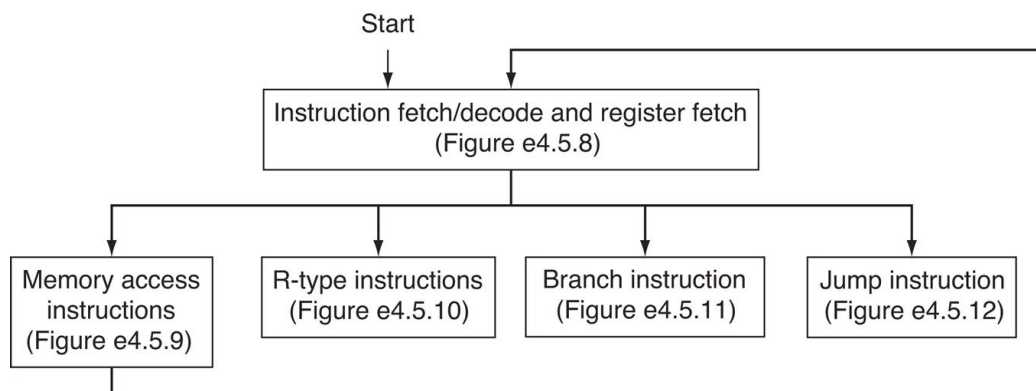 Start
Instruction fetch/decode and register fetch
(Figure e4.5.8)
Memory access
instructions
(Figure e4.5.9)
R-type instructions
(Figure e4.5.10)
Branch instruction
(Figure e4.5.11)
Jump instruction
(Figure e4.5.12)